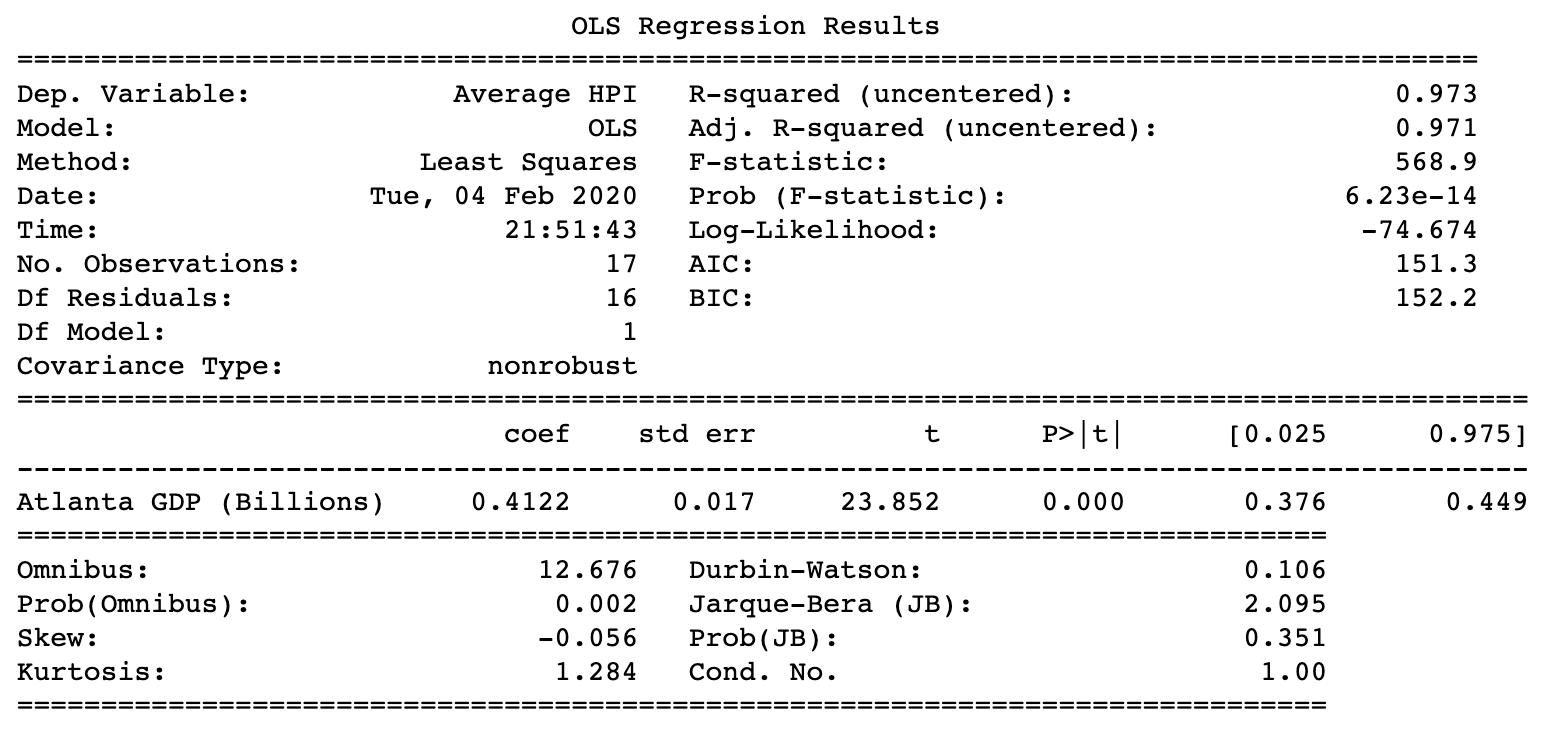 OLS Regression Results
==============================================================================
Dep. Variable: Average HPI R-squared (uncentered): 0.973
Model: OLS Adj. R-squared (uncentered): 0.971
Method: Least Squares F-statistic: 568.9
Date: Tue, 04 Feb 2020 Prob (F-statistic): 6.23e-14
Time: 21:51:43 Log-Likelihood: -74.674
No. Observations: 17 AIC: 151.3
Df Residuals: 16 BIC: 152.2
Df Model: 1
Covariance Type: nonrobust
==============================================================================
coef std err t P>|t| [0.025 0.975]
------------------------------------------------------------------------------
Atlanta GDP (Billions) 0.4122 0.017 23.852 0.000 0.376 0.449
==============================================================================
Omnibus: 12.676 Durbin-Watson: 0.106
Prob(Omnibus): 0.002 Jarque-Bera (JB): 2.095
Skew: -0.056 Prob(JB): 0.351
Kurtosis: 1.284 Cond. No. 1.00
==============================================================================